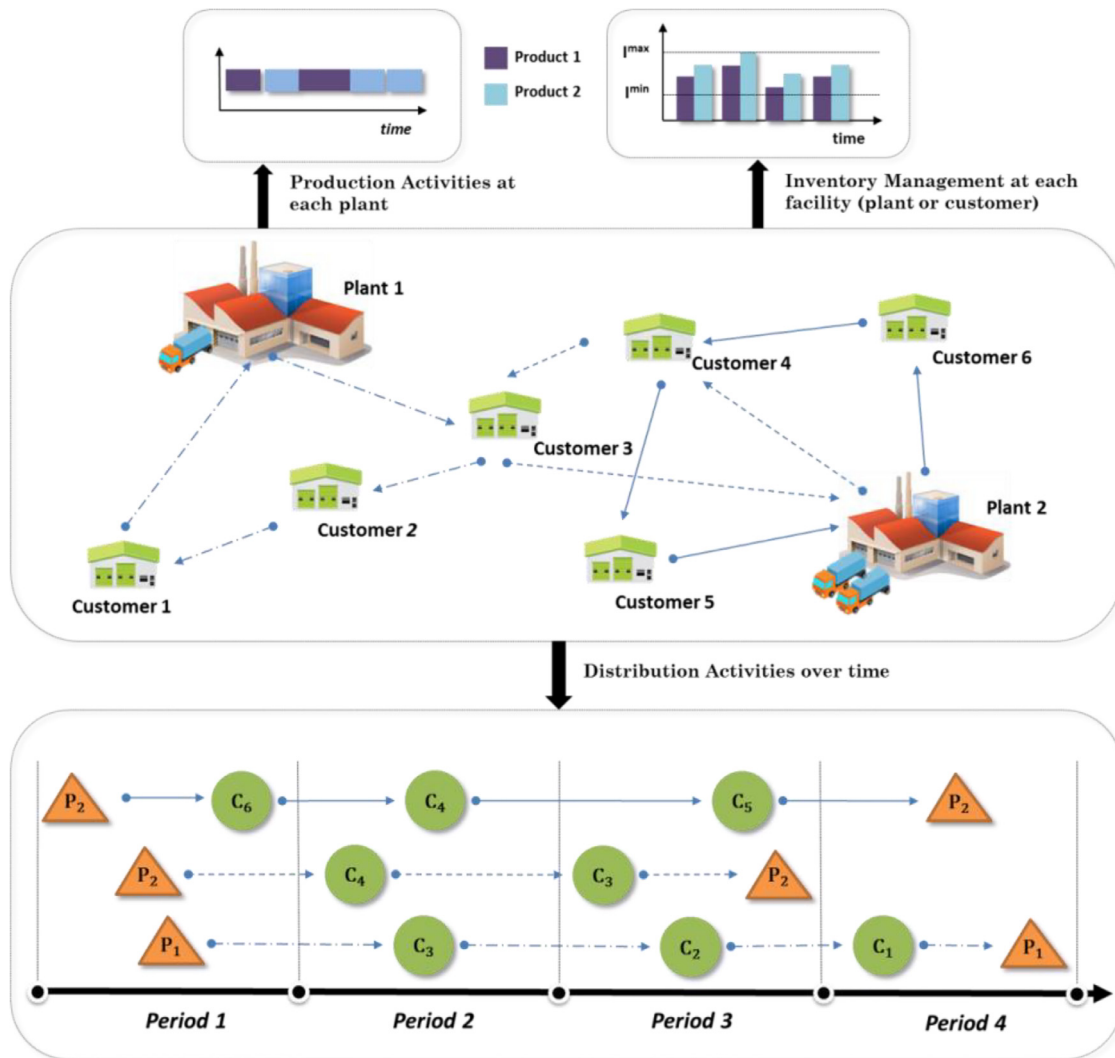 time
Product 1
Product 2
Iᵐᵃˣ
Iᵐⁱⁿ
time
Production Activities at
each plant
Inventory Management at each
facility (plant or customer)
Plant 1
Customer 4
Customer 6
Customer 3
Customer 2
Plant 2
Customer 1
Customer 5
Distribution Activities over time
P₂ C₆ C₄ C₅ P₂
P₂ C₄ C₃ P₂
P₁ C₃ C₂ C₁ P₁
Period 1 Period 2 Period 3 Period 4